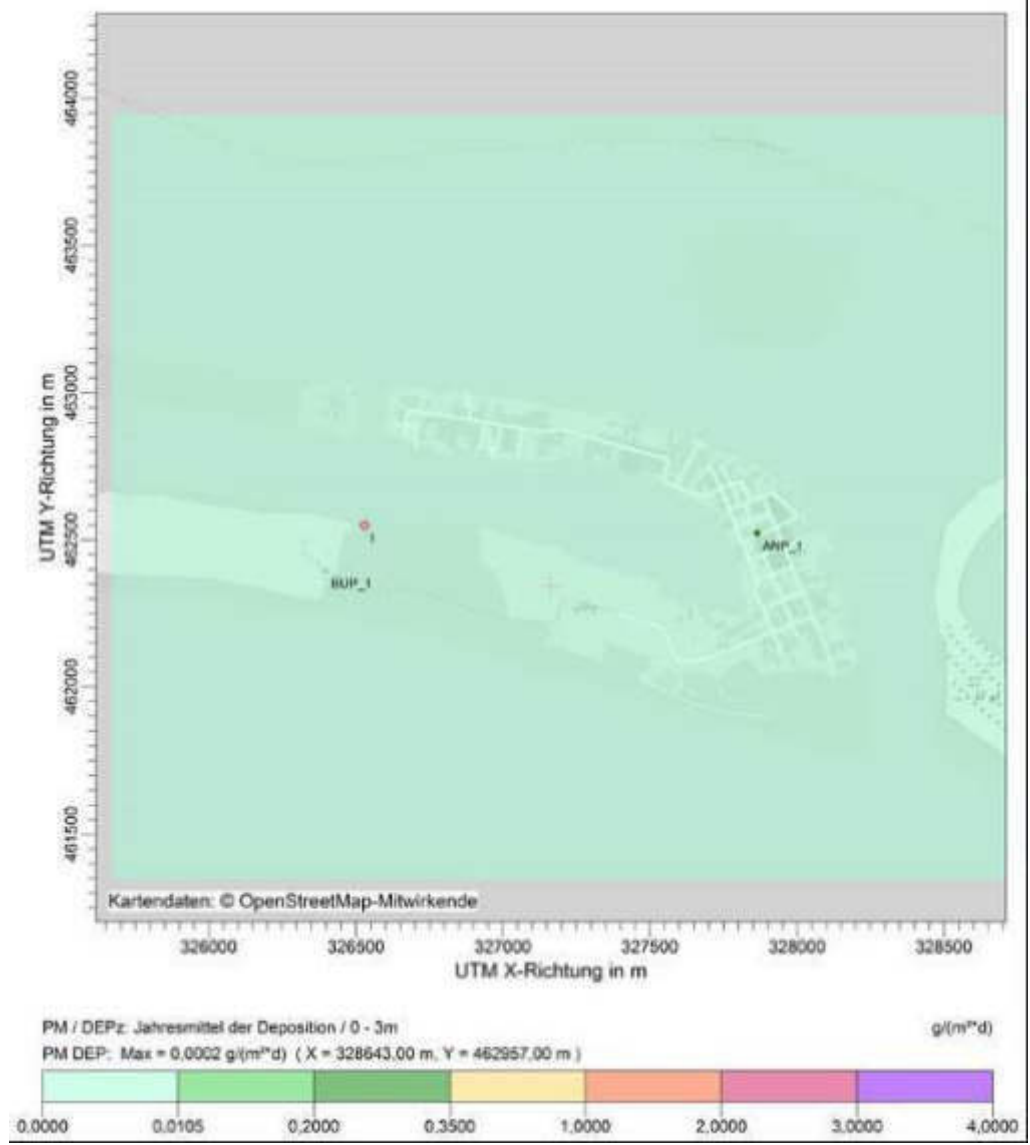 464000
463500
463000
462500
462000
461500
UTM Y-Richtung in m
1
BUP_1
ANP_1
Kartendaten: © OpenStreetMap-Mitwirkende
326000 326500 327000 327500 328000 328500
UTM X-Richtung in m
PM / DEPz: Jahresmittel der Deposition / 0 - 3m g/(m²*d)
PM DEP: Max = 0,0002 g/(m²*d) ( X = 328643,00 m, Y = 462957,00 m )
0,0000 0,0105 0,2000 0,3500 1,0000 2,0000 3,0000 4,0000